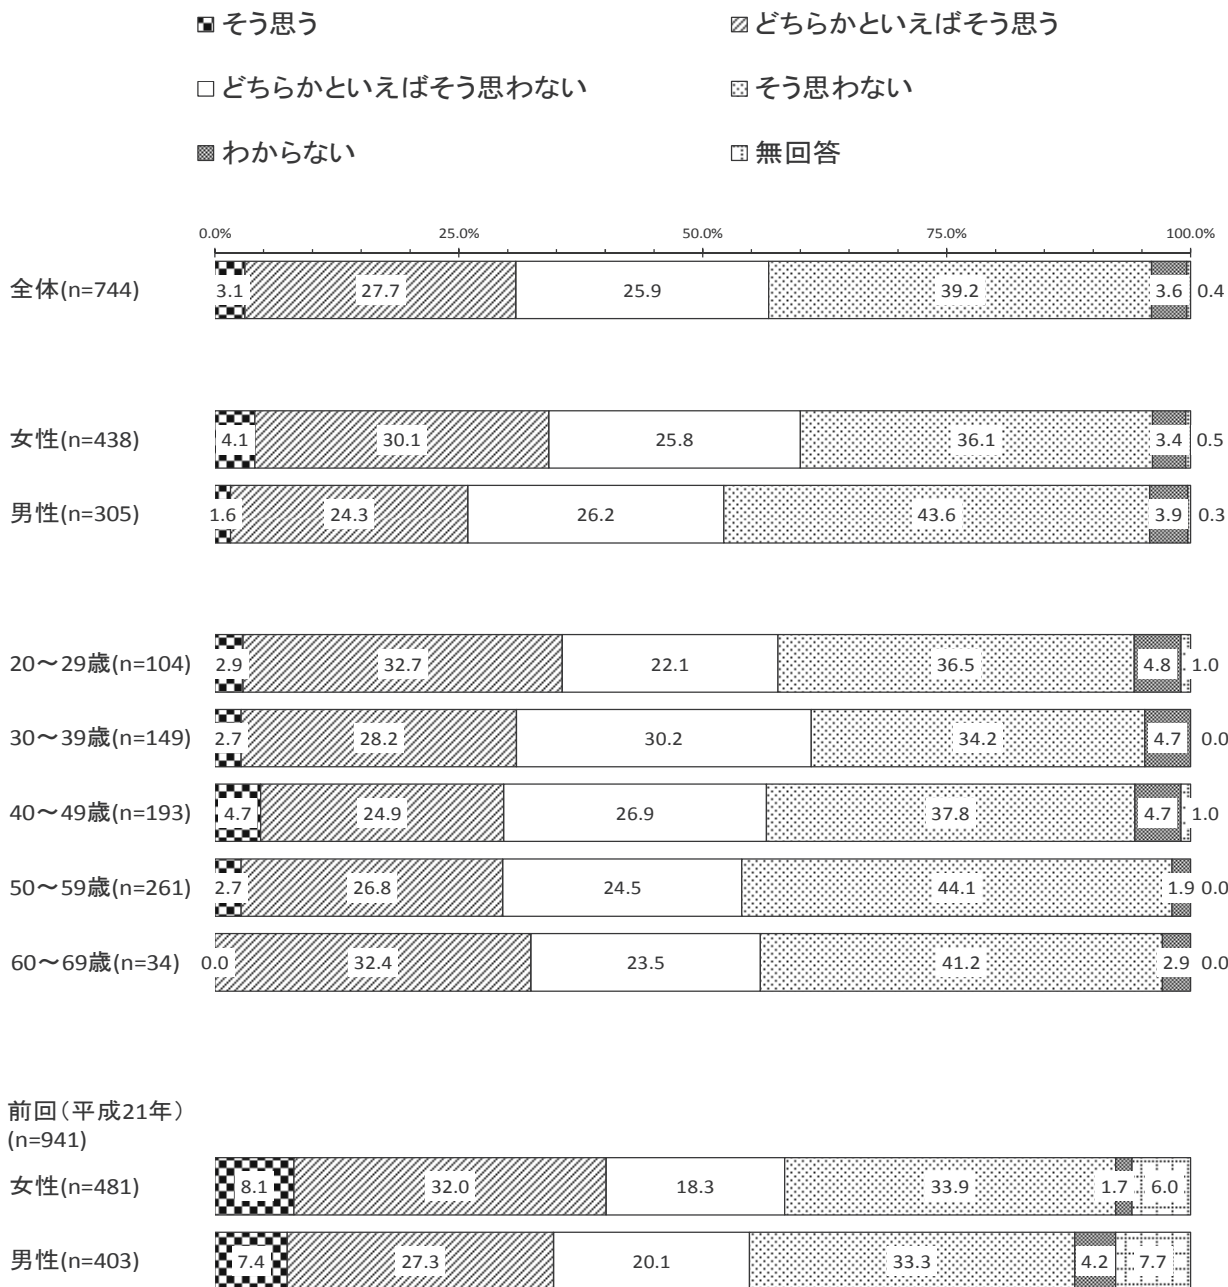 そう思う どちらかといえばそう思う
どちらかといえばそう思わない そう思わない
わからない 無回答
0.0% 25.0% 50.0% 75.0% 100.0%
全体(n=744) 3.1 27.7 25.9 39.2 3.6 0.4
女性(n=438) 4.1 30.1 25.8 36.1 3.4 0.5
男性(n=305) 1.6 24.3 26.2 43.6 3.9 0.3
20～29歳(n=104) 2.9 32.7 22.1 36.5 4.8 1.0
30～39歳(n=149) 2.7 28.2 30.2 34.2 4.7 0.0
40～49歳(n=193) 4.7 24.9 26.9 37.8 4.7 1.0
50～59歳(n=261) 2.7 26.8 24.5 44.1 1.9 0.0
60～69歳(n=34) 0.0 32.4 23.5 41.2 2.9 0.0
前回（平成21年）
(n=941)
女性(n=481) 8.1 32.0 18.3 33.9 1.7 6.0
男性(n=403) 7.4 27.3 20.1 33.3 4.2 7.7